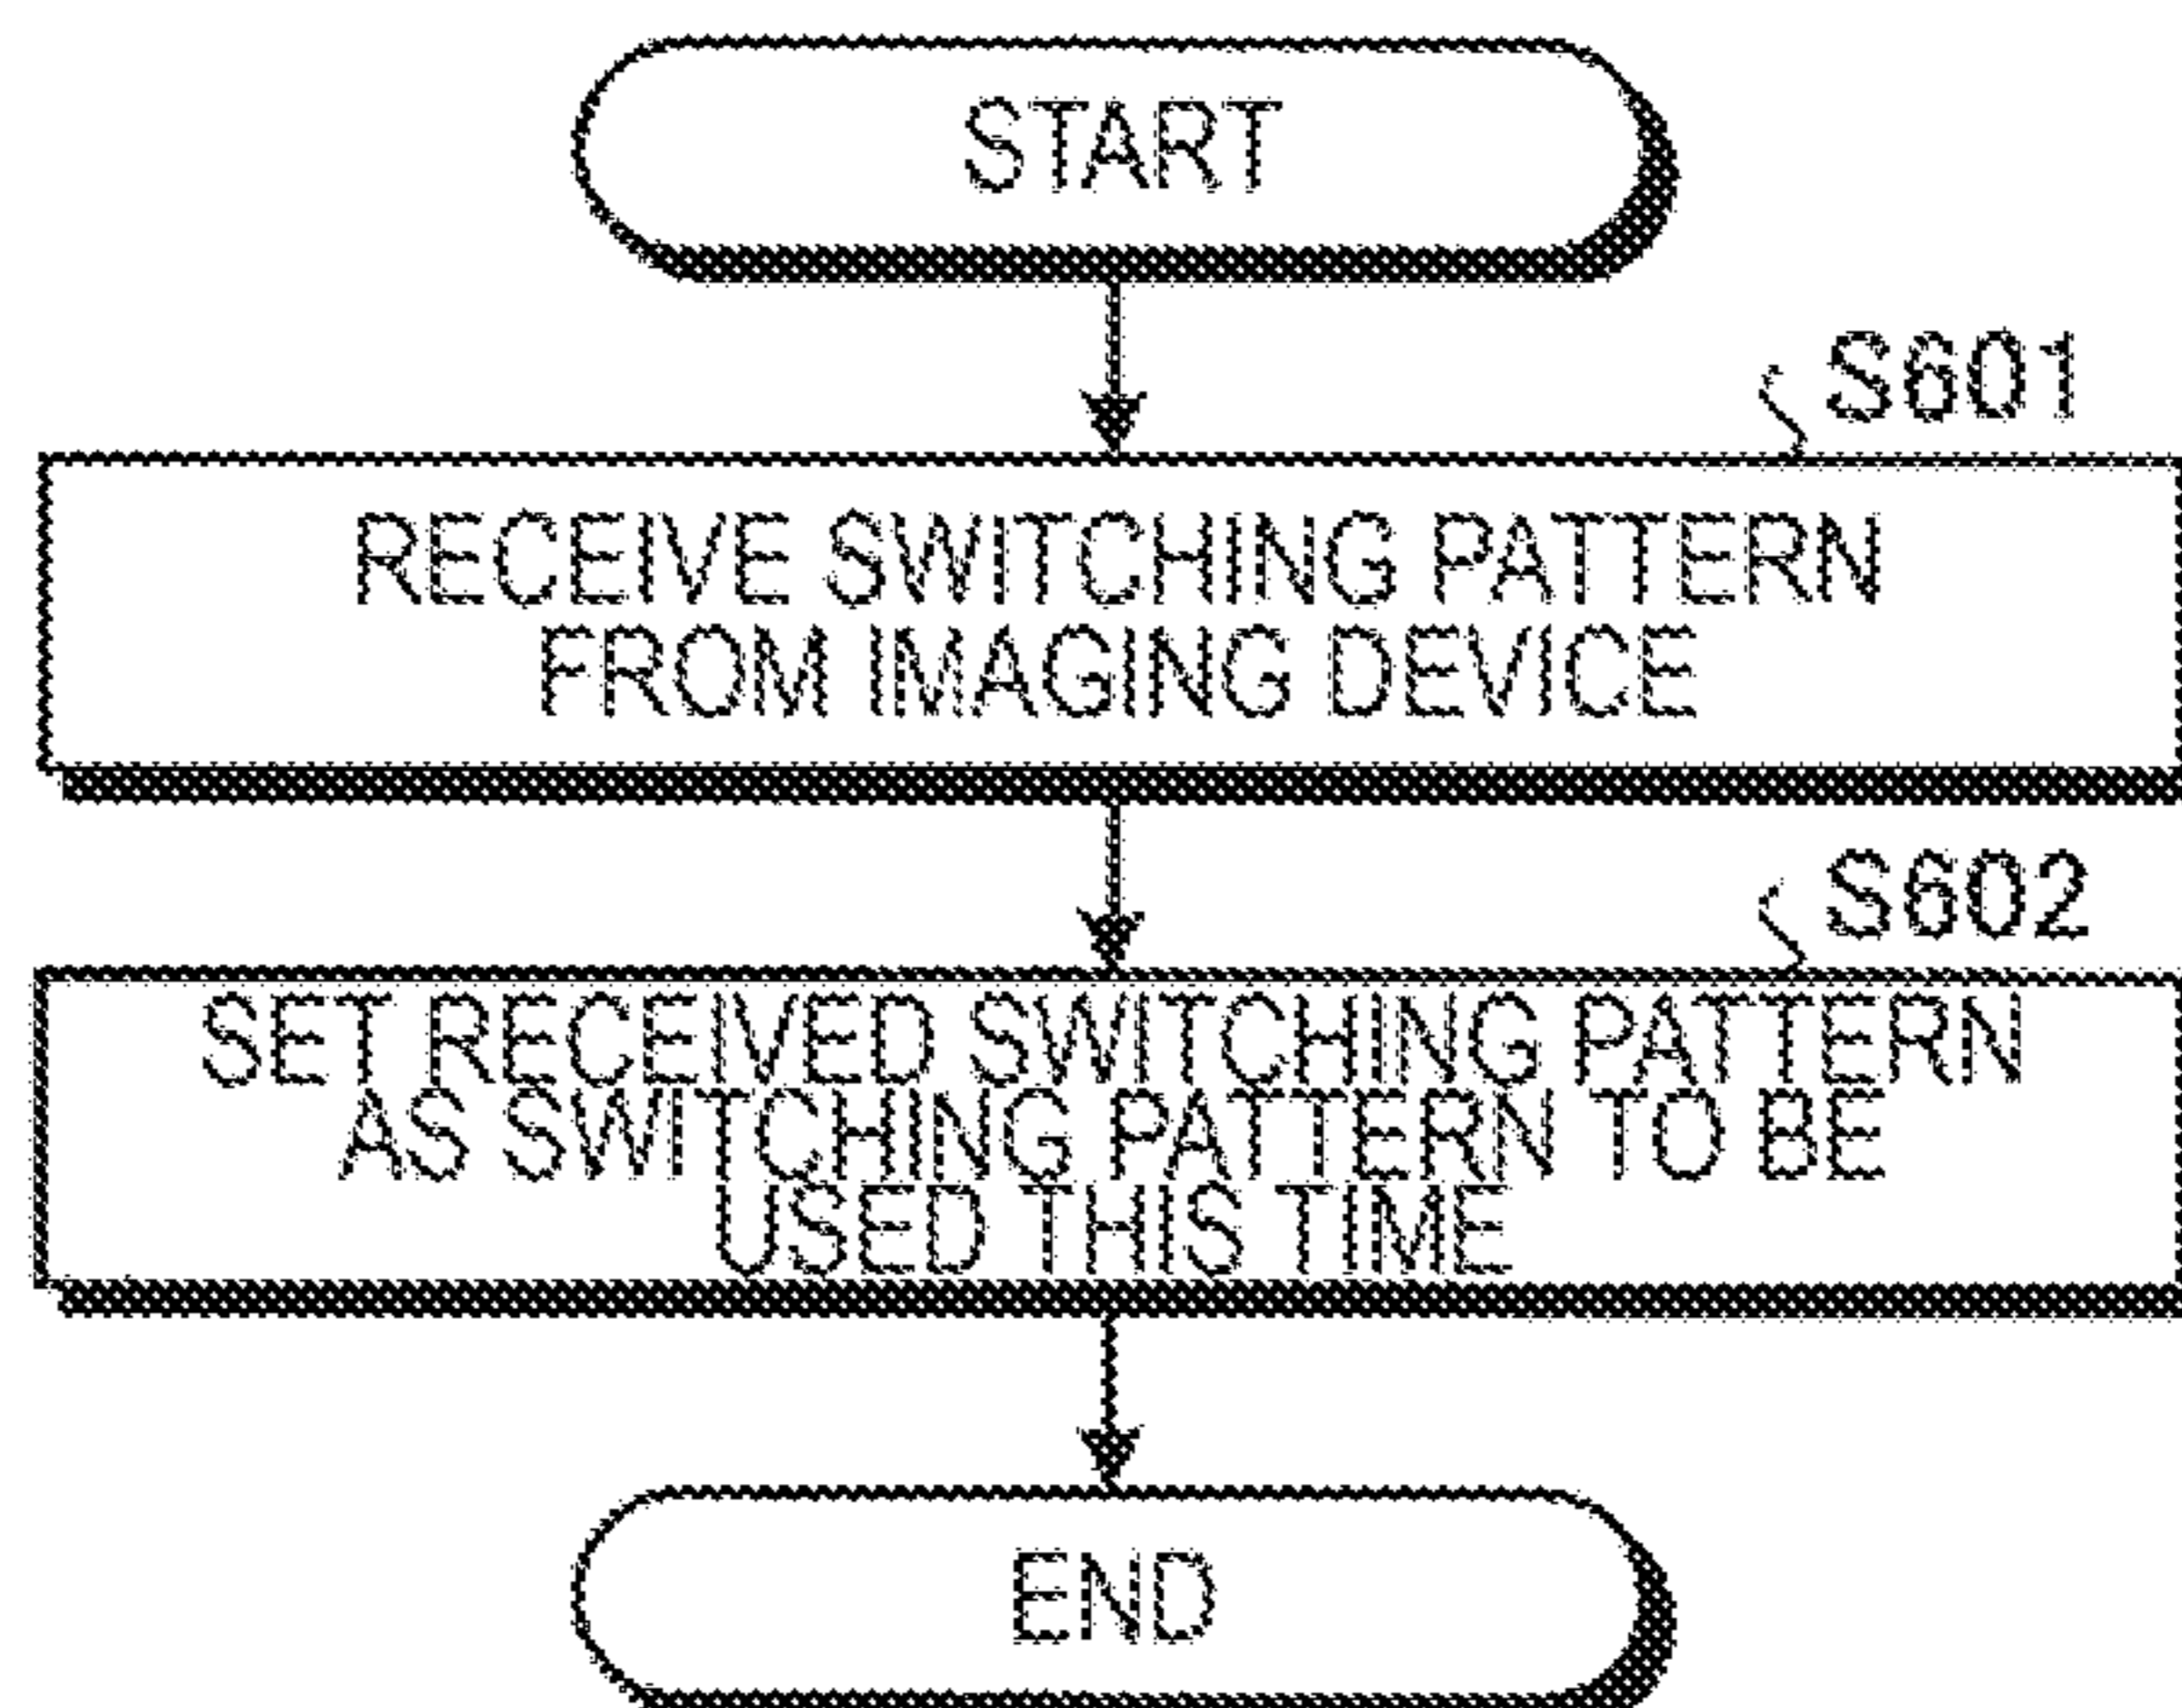 START
S601
RECEIVE SWITCHING PATTERN
FROM IMAGING DEVICE
S602
SET RECEIVED SWITCHING PATTERN
AS SWITCHING PATTERN TO BE
USED THIS TIME
END